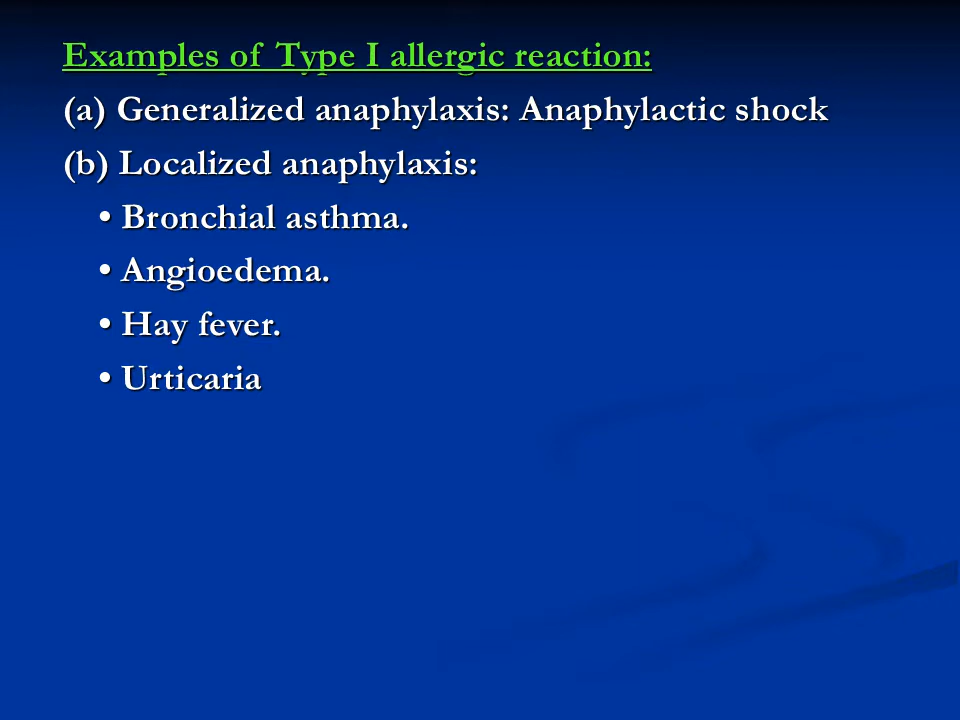 Examples of Type I allergic reaction:
(a) Generalized anaphylaxis: Anaphylactic shock
(b) Localized anaphylaxis:
• Bronchial asthma.
• Angioedema.
• Hay fever.
• Urticaria